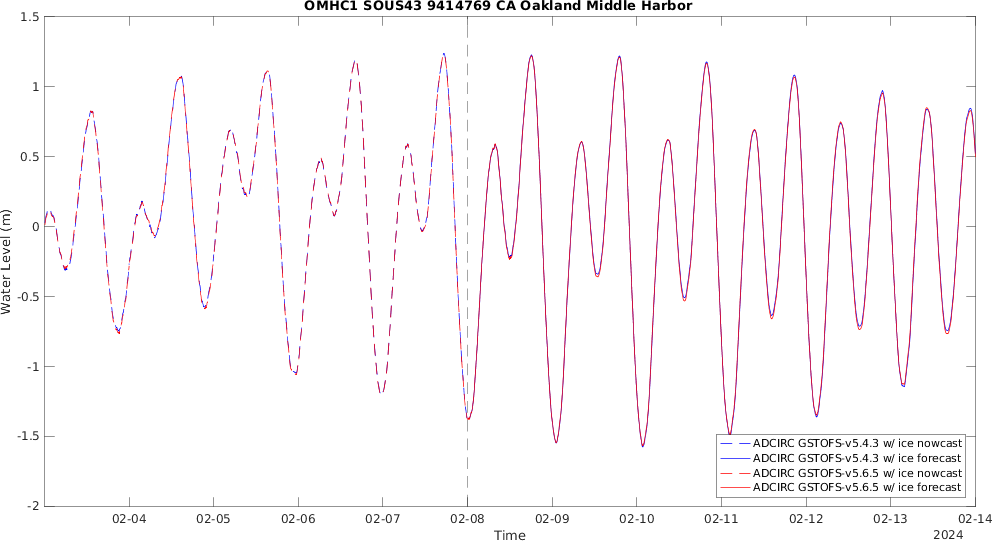 OMHC1 SOUS43 9414769 CA Oakland Middle Harbor
1.5
1
0.5
0
-0.5
-1
-1.5
-2
Water Level (m)
ADCIRC GSTOFS-v5.4.3 w/ ice nowcast
ADCIRC GSTOFS-v5.4.3 w/ ice forecast
ADCIRC GSTOFS-v5.6.5 w/ ice nowcast
ADCIRC GSTOFS-v5.6.5 w/ ice forecast
02-04 02-05 02-06 02-07 02-08 02-09 02-10 02-11 02-12 02-13 02-14
Time
2024